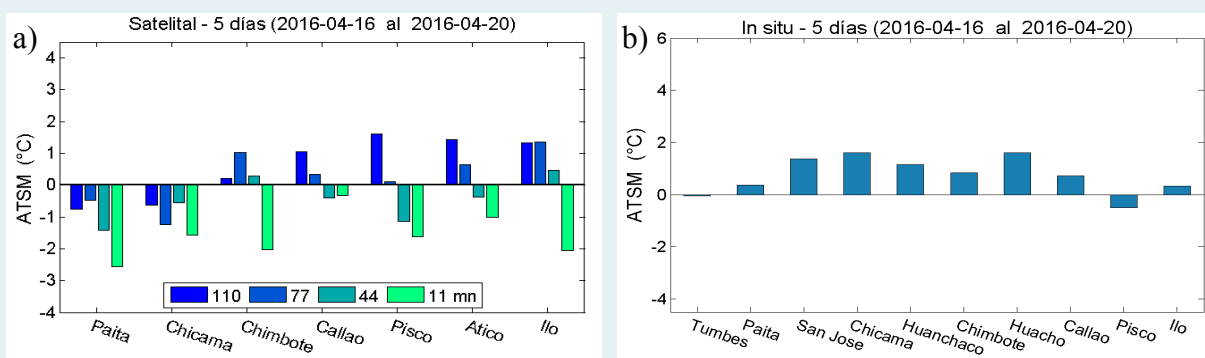 a)
Satelital - 5 días (2016-04-16 al 2016-04-20)
ATSM (°C)
4
3
2
1
0
-1
-2
-3
-4
110
77
44
11 mn
Paita
Chicama
Chimbote
Callao
Pisco
Atico
Ilo
b)
In situ - 5 días (2016-04-16 al 2016-04-20)
ATSM (°C)
6
4
2
0
-2
-4
Tumbes
Paita
San Jose
Chicama
Huanchaco
Chimbote
Huacho
Callao
Pisco
Ilo